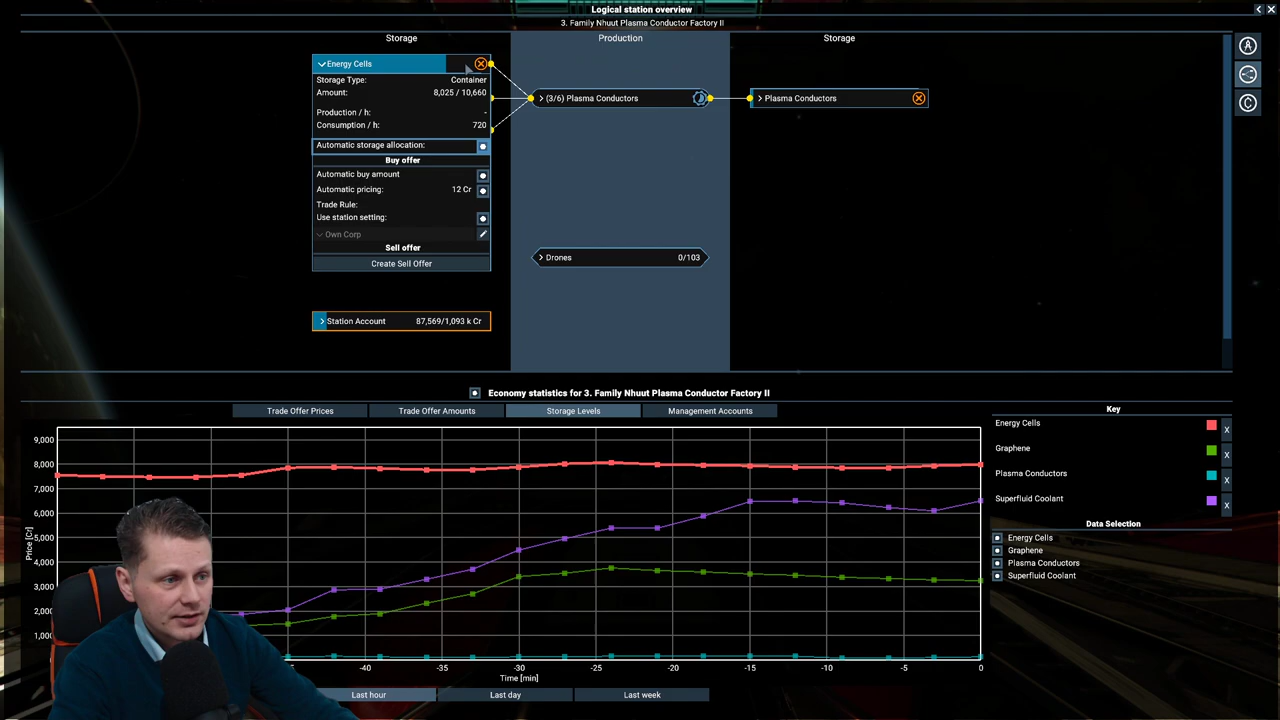 Logical station overview
3. Family Nhuut Plasma Conductor Factory II
Storage
Production
Storage
Energy Cells
Storage Type: Container
Amount: 8,025 / 10,660
Production / h: -
Consumption / h: 720
Automatic storage allocation:
Buy offer
Automatic buy amount
Automatic pricing: 12 Cr
Trade Rule:
Use station setting:
Own Corp
Sell offer
Create Sell Offer
(3/6) Plasma Conductors
Plasma Conductors
Drones 0/103
Station Account 87,569/1,093 k Cr
A
C
Economy statistics for 3. Family Nhuut Plasma Conductor Factory II
Trade Offer Prices
Trade Offer Amounts
Storage Levels
Management Accounts
Key
Energy Cells X
Graphene X
Plasma Conductors X
Superfluid Coolant X
Data Selection
Energy Cells
Graphene
Plasma Conductors
Superfluid Coolant
Price [Cr]
9,000
8,000
7,000
6,000
5,000
4,000
3,000
2,000
1,000
-40 -35 -30 -25 -20 -15 -10 -5 0
Time [min]
Last hour
Last day
Last week